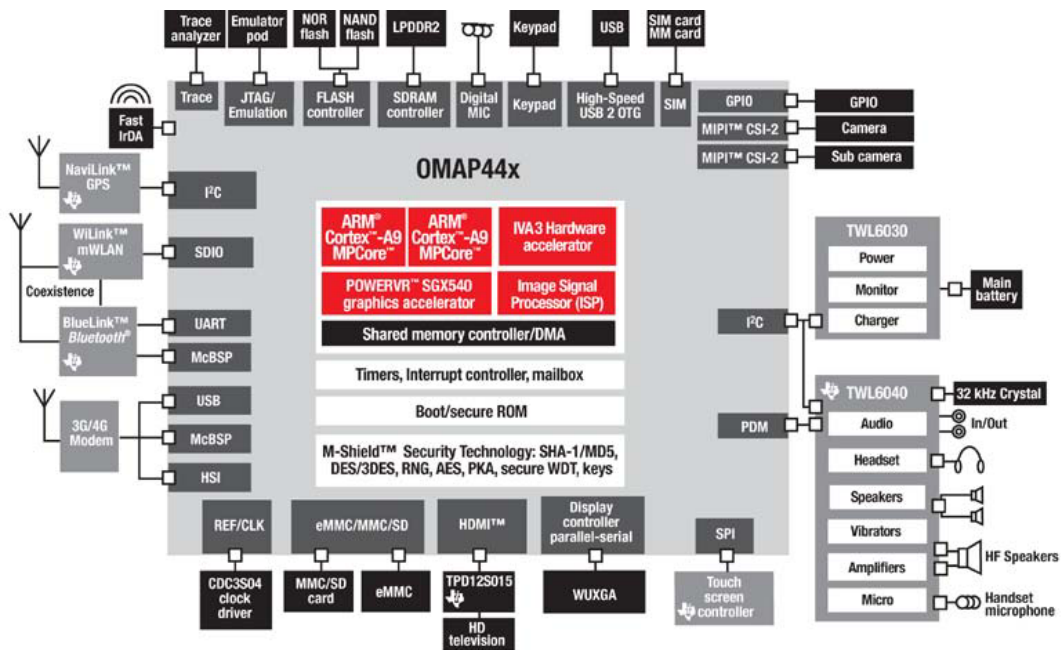 Trace
analyzer
Emulator
pod
NOR
flash
NAND
flash
LPDDR2
Keypad
USB
SIM card
MM card
Trace
JTAG/
Emulation
FLASH
controller
SDRAM
controller
Digital
MIC
Keypad
High-Speed
USB 2 OTG
SIM
GPIO
GPIO
MIPI™ CSI-2
Camera
MIPI™ CSI-2
Sub camera
Fast
IrDA
OMAP44x
NaviLink™
GPS
I²C
WiLink™
mWLAN
SDIO
Coexistence
BlueLink™
Bluetooth®
UART
McBSP
3G/4G
Modem
USB
McBSP
HSI
ARM®
Cortex™-A9
MPCore™
ARM®
Cortex™-A9
MPCore™
IVA3 Hardware
accelerator
POWERVR™ SGX540
graphics accelerator
Image Signal
Processor (ISP)
Shared memory controller/DMA
Timers, Interrupt controller, mailbox
Boot/secure ROM
M-Shield™ Security Technology: SHA-1/MD5,
DES/3DES, RNG, AES, PKA, secure WDT, keys
I²C
PDM
TWL6030
Power
Monitor
Charger
Main
battery
TWL6040
32 kHz Crystal
Audio
In/Out
Headset
Speakers
Vibrators
Amplifiers
HF Speakers
Micro
Handset
microphone
REF/CLK
eMMC/MMC/SD
HDMI™
Display
controller
parallel-serial
SPI
CDC3S04
clock
driver
MMC/SD
card
eMMC
TPD12S015
HD
television
WUXGA
Touch
screen
controller